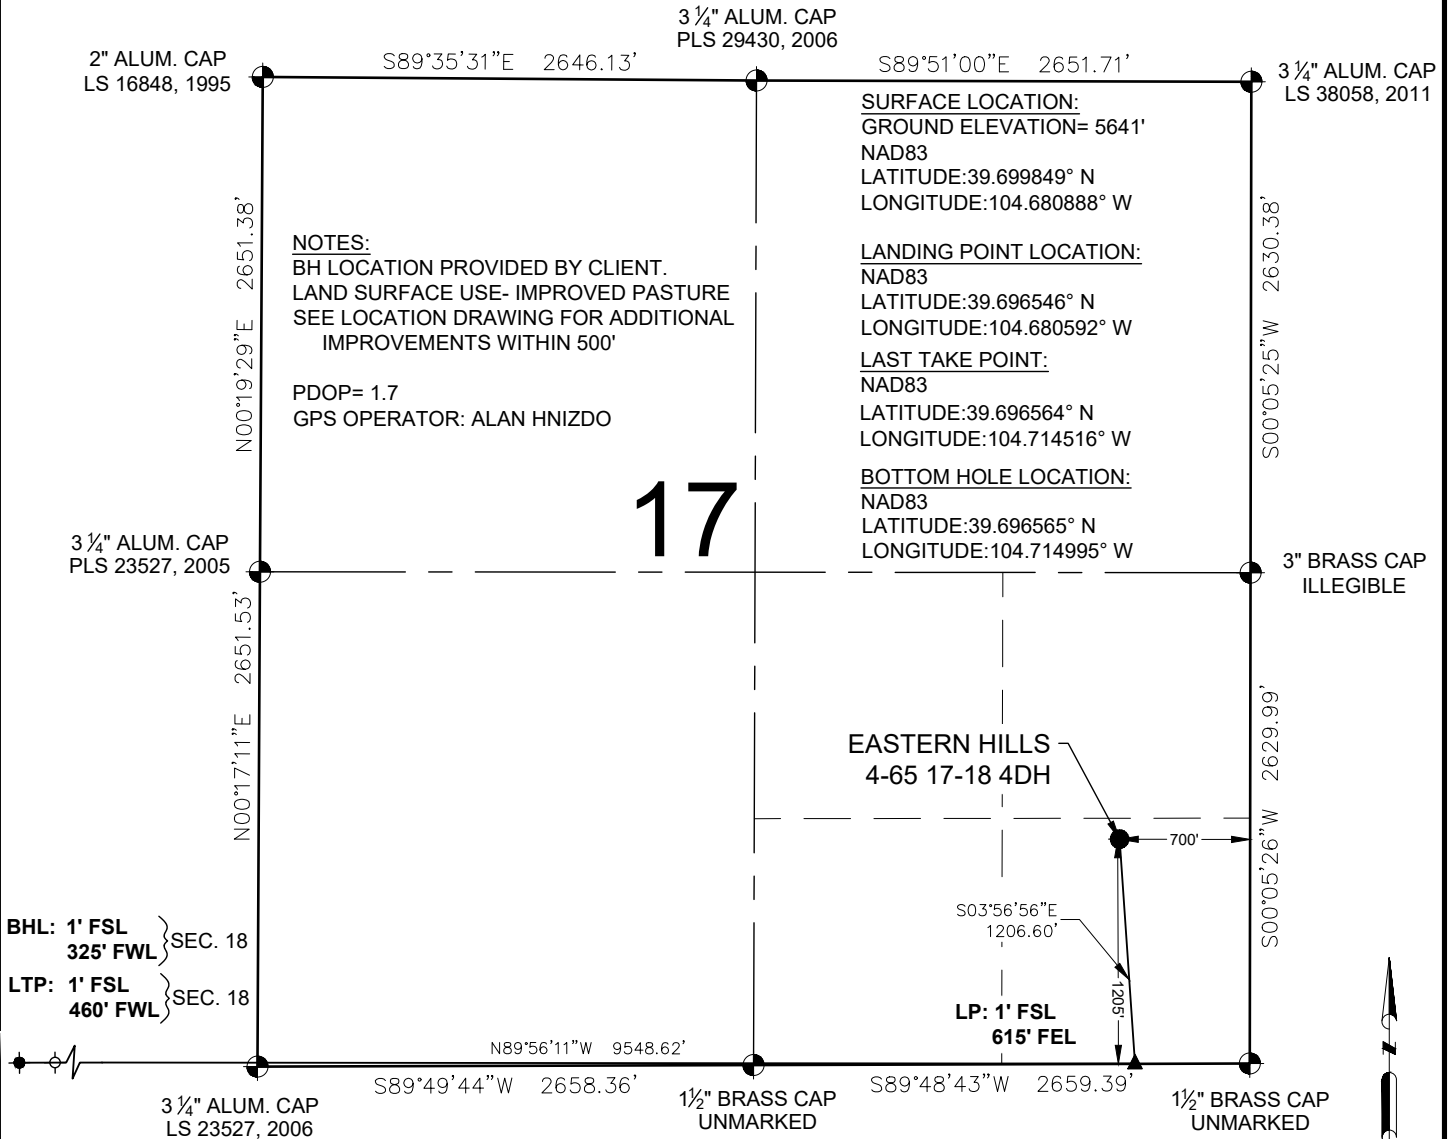 3 ¼" ALUM. CAP
PLS 29430, 2006
2" ALUM. CAP
LS 16848, 1995
S89°35'31"E 2646.13'
S89°51'00"E 2651.71'
3 ¼" ALUM. CAP
LS 38058, 2011
SURFACE LOCATION:
GROUND ELEVATION= 5641'
NAD83
LATITUDE:39.699849° N
LONGITUDE:104.680888° W
LANDING POINT LOCATION:
NAD83
LATITUDE:39.696546° N
LONGITUDE:104.680592° W
LAST TAKE POINT:
NAD83
LATITUDE:39.696564° N
LONGITUDE:104.714516° W
BOTTOM HOLE LOCATION:
NAD83
LATITUDE:39.696565° N
LONGITUDE:104.714995° W
NOTES:
BH LOCATION PROVIDED BY CLIENT.
LAND SURFACE USE- IMPROVED PASTURE
SEE LOCATION DRAWING FOR ADDITIONAL
IMPROVEMENTS WITHIN 500'
PDOP= 1.7
GPS OPERATOR: ALAN HNIZDO
N00°19'29"E 2651.38'
S00°05'25"W 2630.38'
17
3 ¼" ALUM. CAP
PLS 23527, 2005
3" BRASS CAP
ILLEGIBLE
N00°17'11"E 2651.53'
S00°05'26"W 2629.99'
EASTERN HILLS
4-65 17-18 4DH
700'
S03°56'56"E
1206.60'
1205'
BHL: 1' FSL
325' FWL
SEC. 18
LTP: 1' FSL
460' FWL
SEC. 18
LP: 1' FSL
615' FEL
N89°56'11"W 9548.62'
S89°49'44"W 2658.36'
S89°48'43"W 2659.39'
3 ¼" ALUM. CAP
LS 23527, 2006
1½" BRASS CAP
UNMARKED
1½" BRASS CAP
UNMARKED
N